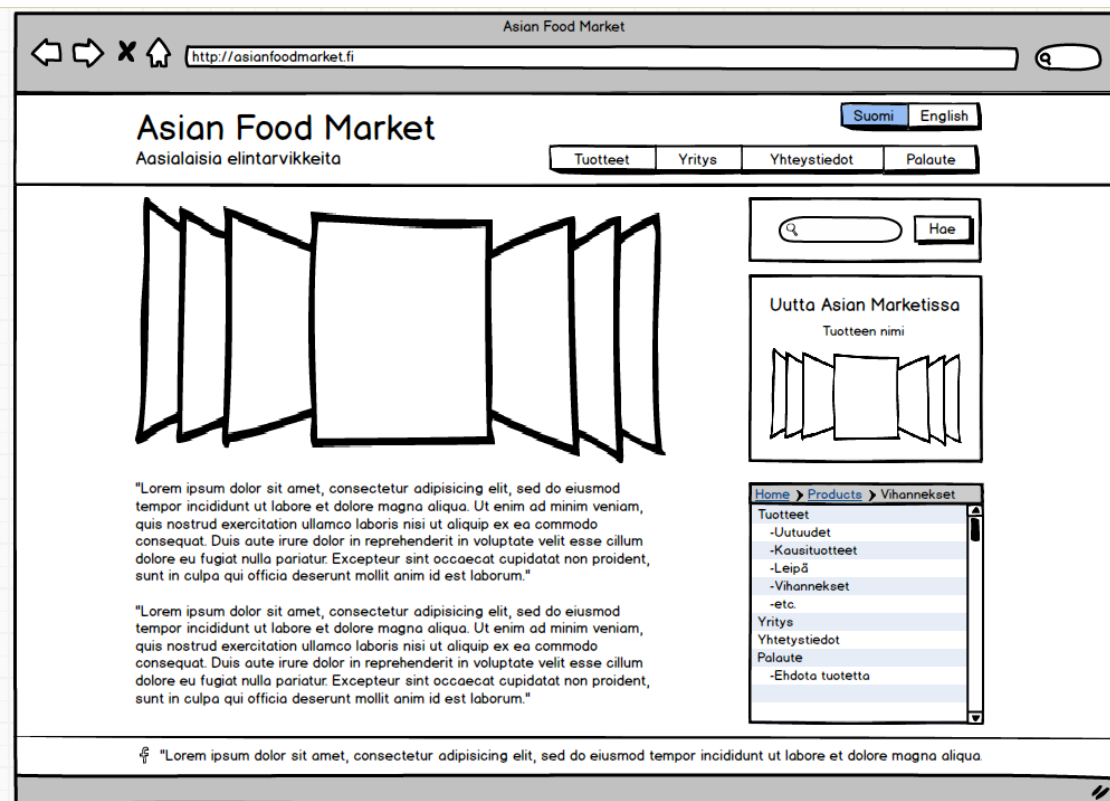 Asian Food Market
http://asianfoodmarket.fi
Suomi English
Asian Food Market
Aasialaisia elintarvikkeita
Tuotteet Yritys Yhteystiedot Palaute
Hae
Uutta Asian Marketissa
Tuotteen nimi
"Lorem ipsum dolor sit amet, consectetur adipisicing elit, sed do eiusmod
tempor incididunt ut labore et dolore magna aliqua. Ut enim ad minim veniam,
quis nostrud exercitation ullamco laboris nisi ut aliquip ex ea commodo
consequat. Duis aute irure dolor in reprehenderit in voluptate velit esse cillum
dolore eu fugiat nulla pariatur. Excepteur sint occaecat cupidatat non proident,
sunt in culpa qui officia deserunt mollit anim id est laborum."
"Lorem ipsum dolor sit amet, consectetur adipisicing elit, sed do eiusmod
tempor incididunt ut labore et dolore magna aliqua. Ut enim ad minim veniam,
quis nostrud exercitation ullamco laboris nisi ut aliquip ex ea commodo
consequat. Duis aute irure dolor in reprehenderit in voluptate velit esse cillum
dolore eu fugiat nulla pariatur. Excepteur sint occaecat cupidatat non proident,
sunt in culpa qui officia deserunt mollit anim id est laborum."
Home ❯ Products ❯ Vihannekset
Tuotteet
-Uutuudet
-Kausituotteet
-Leipä
-Vihannekset
-etc.
Yritys
Yhtetystiedot
Palaute
-Ehdota tuotetta
"Lorem ipsum dolor sit amet, consectetur adipisicing elit, sed do eiusmod tempor incididunt ut labore et dolore magna aliqua.